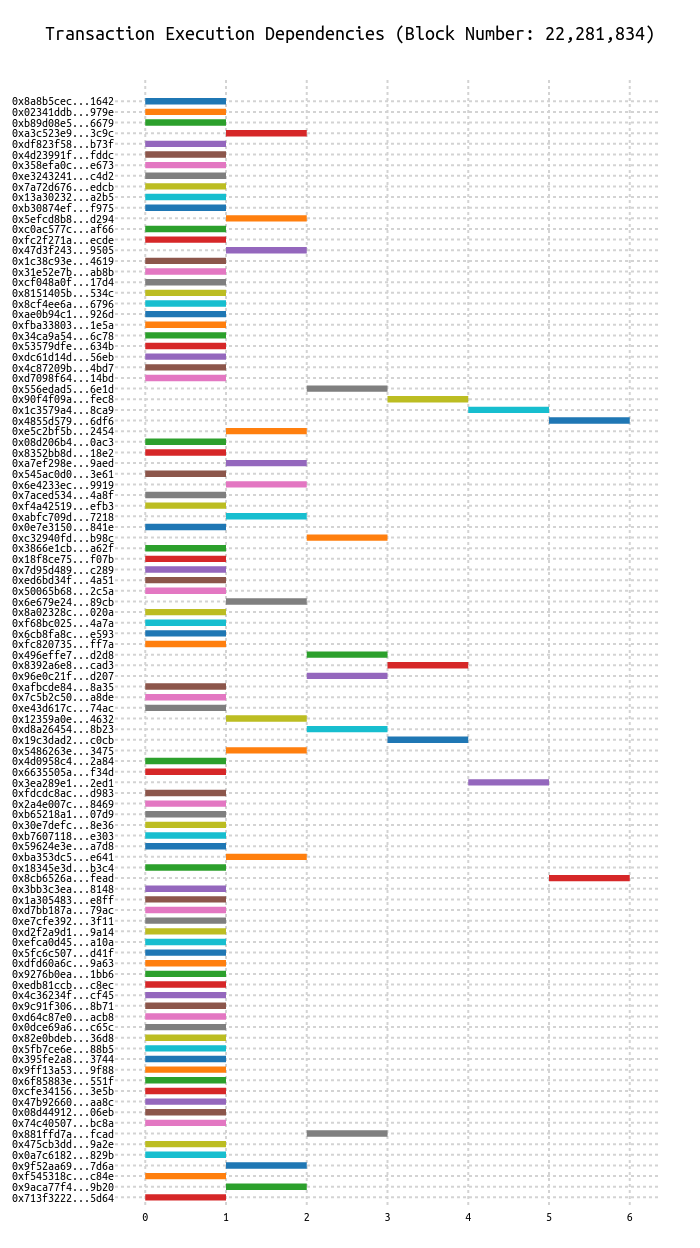 Transaction Execution Dependencies (Block Number: 22,281,834)
0x8a8b5cec...1642
0x02341ddb...979e
0xb89d08e5...6679
0xa3c523e9...3c9c
0xdf823f58...b73f
0x4d23991f...fddc
0x358efa0c...e673
0xe3243241...c4d2
0x7a72d676...edcb
0x13a30232...a2b5
0xb30874ef...f975
0x5efcd8b8...d294
0xc0ac577c...af66
0xfc2f271a...ecde
0x47d3f243...9505
0x1c38c93e...4619
0x31e52e7b...ab8b
0xcf048a0f...17d4
0x8151405b...534c
0x8cf4ee6a...6796
0xae0b94c1...926d
0xfba33803...1e5a
0x34ca9a54...6c78
0x53579dfe...634b
0xdc61d14d...56eb
0x4c87209b...4bd7
0xd7098f64...14bd
0x556edad5...6e1d
0x90f4f09a...fec8
0x1c3579a4...8ca9
0x4855d579...6df6
0xe5c2bf5b...2454
0x08d206b4...0ac3
0x8352bb8d...18e2
0xa7ef298e...9aed
0x545ac0d0...3e61
0x6e4233ec...9919
0x7aced534...4a8f
0xf4a42519...efb3
0xabfc709d...7218
0x0e7e3150...841e
0xc32940fd...b98c
0x3866e1cb...a62f
0x18f8ce75...f07b
0x7d95d489...c289
0xed6bd34f...4a51
0x50065b68...2c5a
0x6e679e24...89cb
0x8a02328c...020a
0xf68bc025...4a7a
0x6cb8fa8c...e593
0xfc820735...ff7a
0x496effe7...d2d8
0x8392a6e8...cad3
0x96e0c21f...d207
0xafbcde84...8a35
0x7c5b2c50...a8de
0xe43d617c...74ac
0x12359a0e...4632
0xd8a26454...8b23
0x19c3dad2...c0cb
0x5486263e...3475
0x4d0958c4...2a84
0x6635505a...f34d
0x3ea289e1...2ed1
0xfdcdc8ac...d983
0x2a4e007c...8469
0xb65218a1...07d9
0x30e7defc...8e36
0xb7607118...e303
0x59624e3e...a7d8
0xba353dc5...e641
0x18345e3d...b3c4
0x8cb6526a...fead
0x3bb3c3ea...8148
0x1a305483...e8ff
0xd7bb187a...79ac
0xe7cfe392...3f11
0xd2f2a9d1...9a14
0xefca0d45...a10a
0x5fc6c507...d41f
0xdfd60a6c...9a63
0x9276b0ea...1bb6
0xedb81ccb...c8ec
0x4c36234f...cf45
0x9c91f306...8b71
0xd64c87e0...acb8
0x0dce69a6...c65c
0x82e0bdeb...36d8
0x5fb7ce6e...88b5
0x395fe2a8...3744
0x9ff13a53...9f88
0x6f85883e...551f
0xcfe34156...3e5b
0x47b92660...aa8c
0x08d44912...06eb
0x74c40507...bc8a
0x881ffd7a...fcad
0x475cb3dd...9a2e
0x0a7c6182...829b
0x9f52aa69...7d6a
0xf545318c...c84e
0x9aca77f4...9b20
0x713f3222...5d64
0 1 2 3 4 5 6